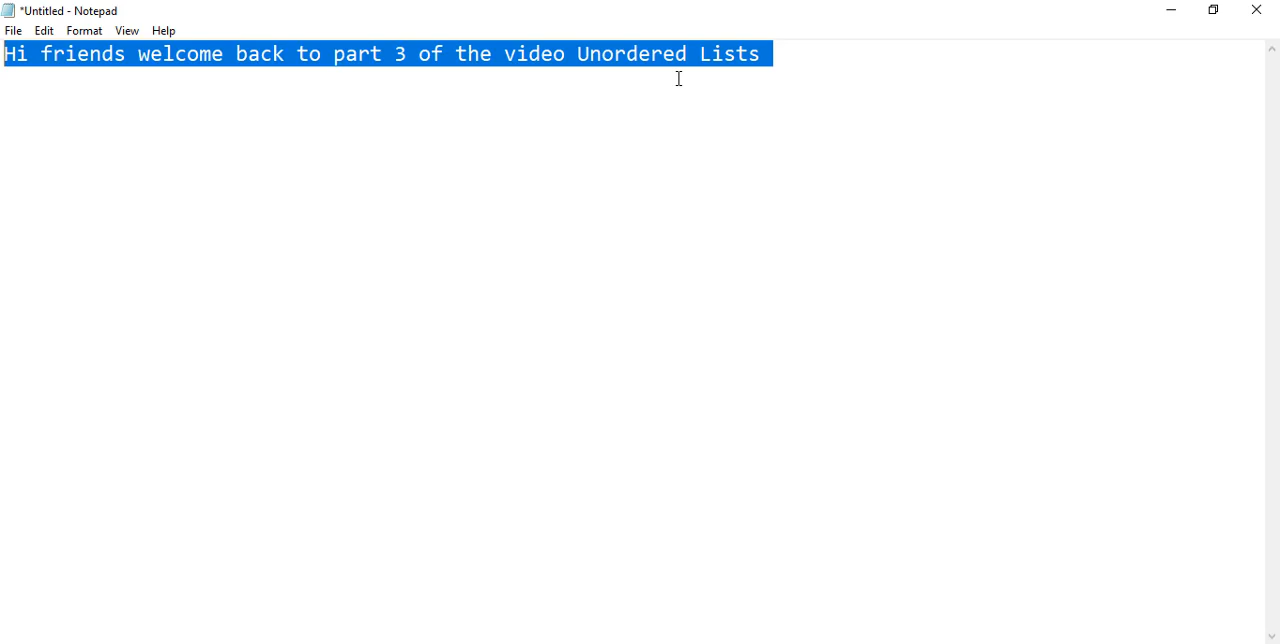 *Untitled - Notepad
File Edit Format View Help
Hi friends welcome back to part 3 of the video Unordered Lists